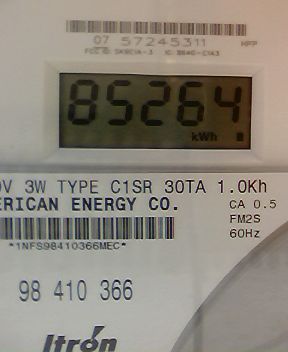 07 57245311
85264
kWh
V 3W TYPE C1SR 30TA 1.0Kh
ERICAN ENERGY CO.
CA 0.5
FM2S
60Hz
*1NFS98410366MEC*
98 410 366
Itron